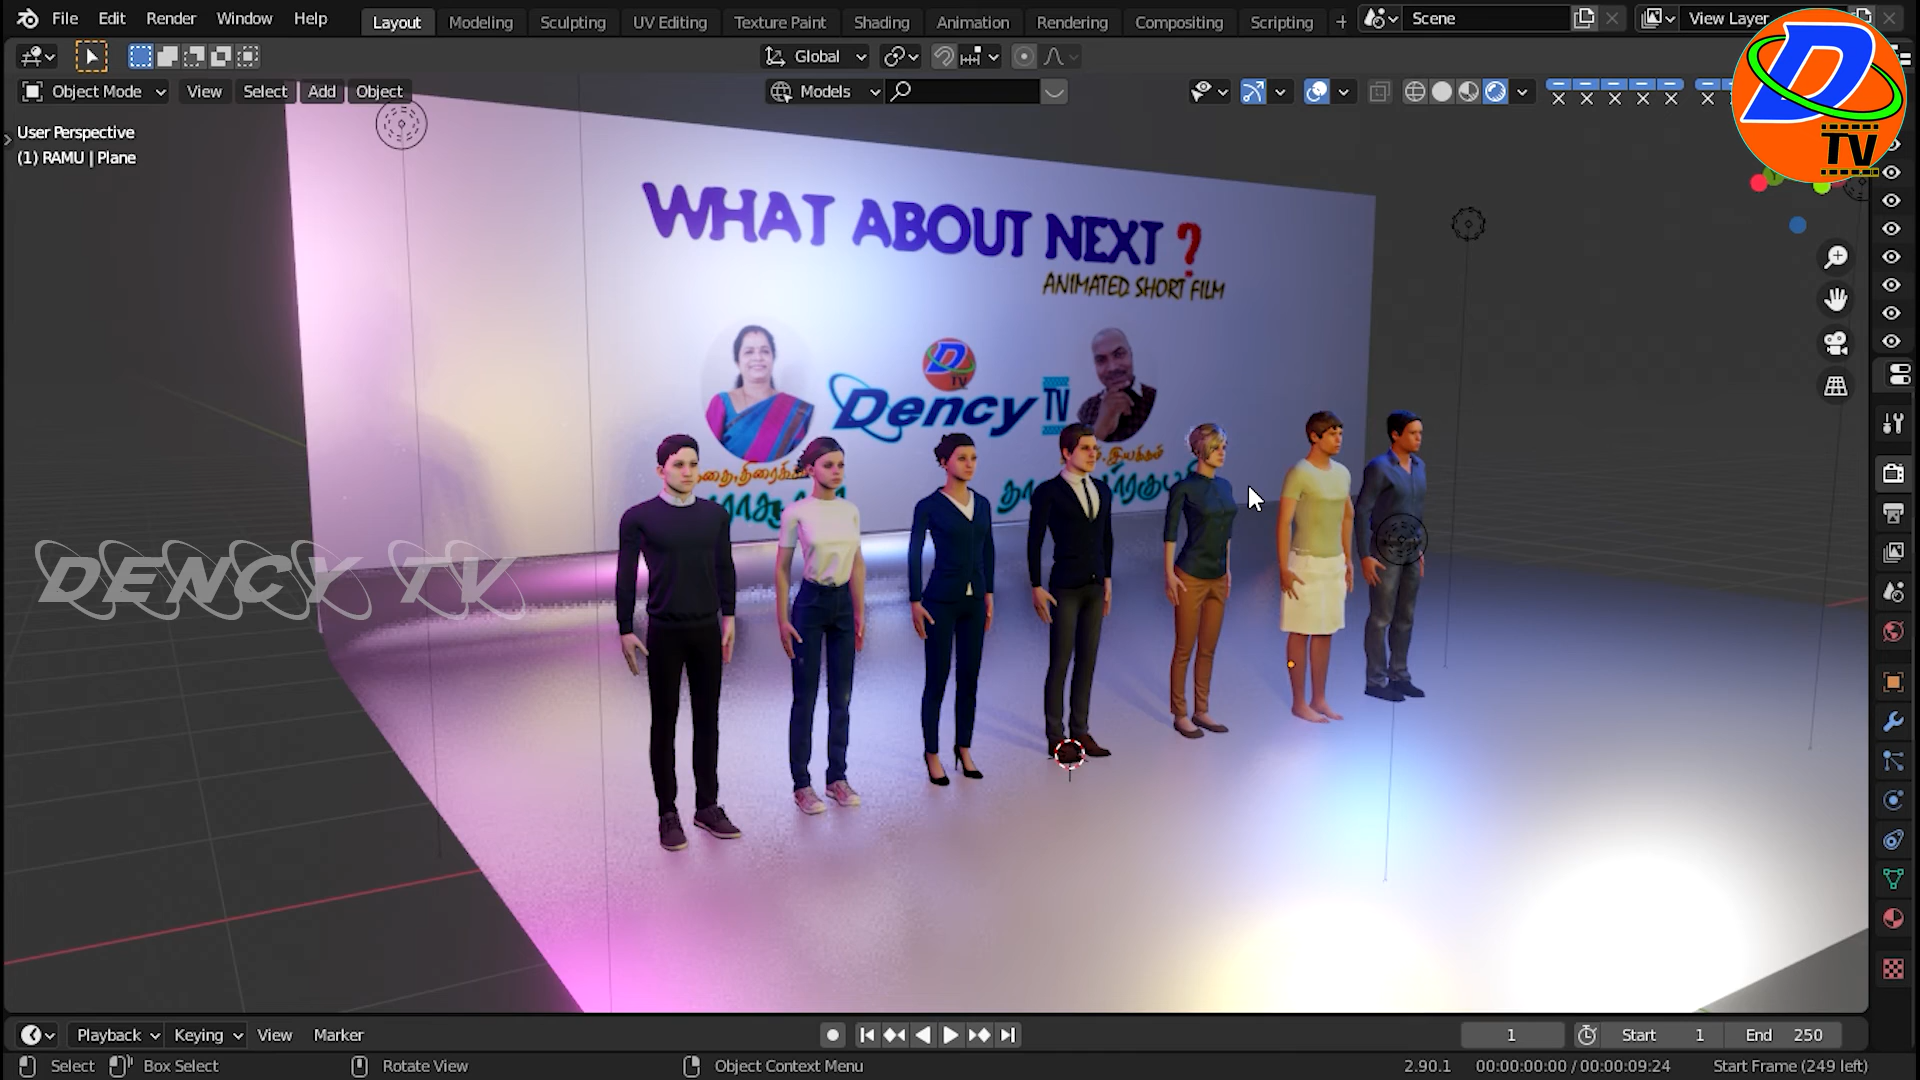 File Edit Render Window Help
Layout Modeling Sculpting UV Editing Texture Paint Shading Animation Rendering Compositing Scripting +
Scene
View Layer
Global
Object Mode View Select Add Object
Models
User Perspective
(1) RAMU | Plane
D
TV
WHAT ABOUT NEXT ?
ANIMATED SHORT FILM
D
TV
Dency TV
DENCY TV
Playback Keying View Marker
1
Start 1
End 250
Select Box Select Rotate View Object Context Menu
2.90.1 00:00:00:00 / 00:00:09:24 Start Frame (249 left)